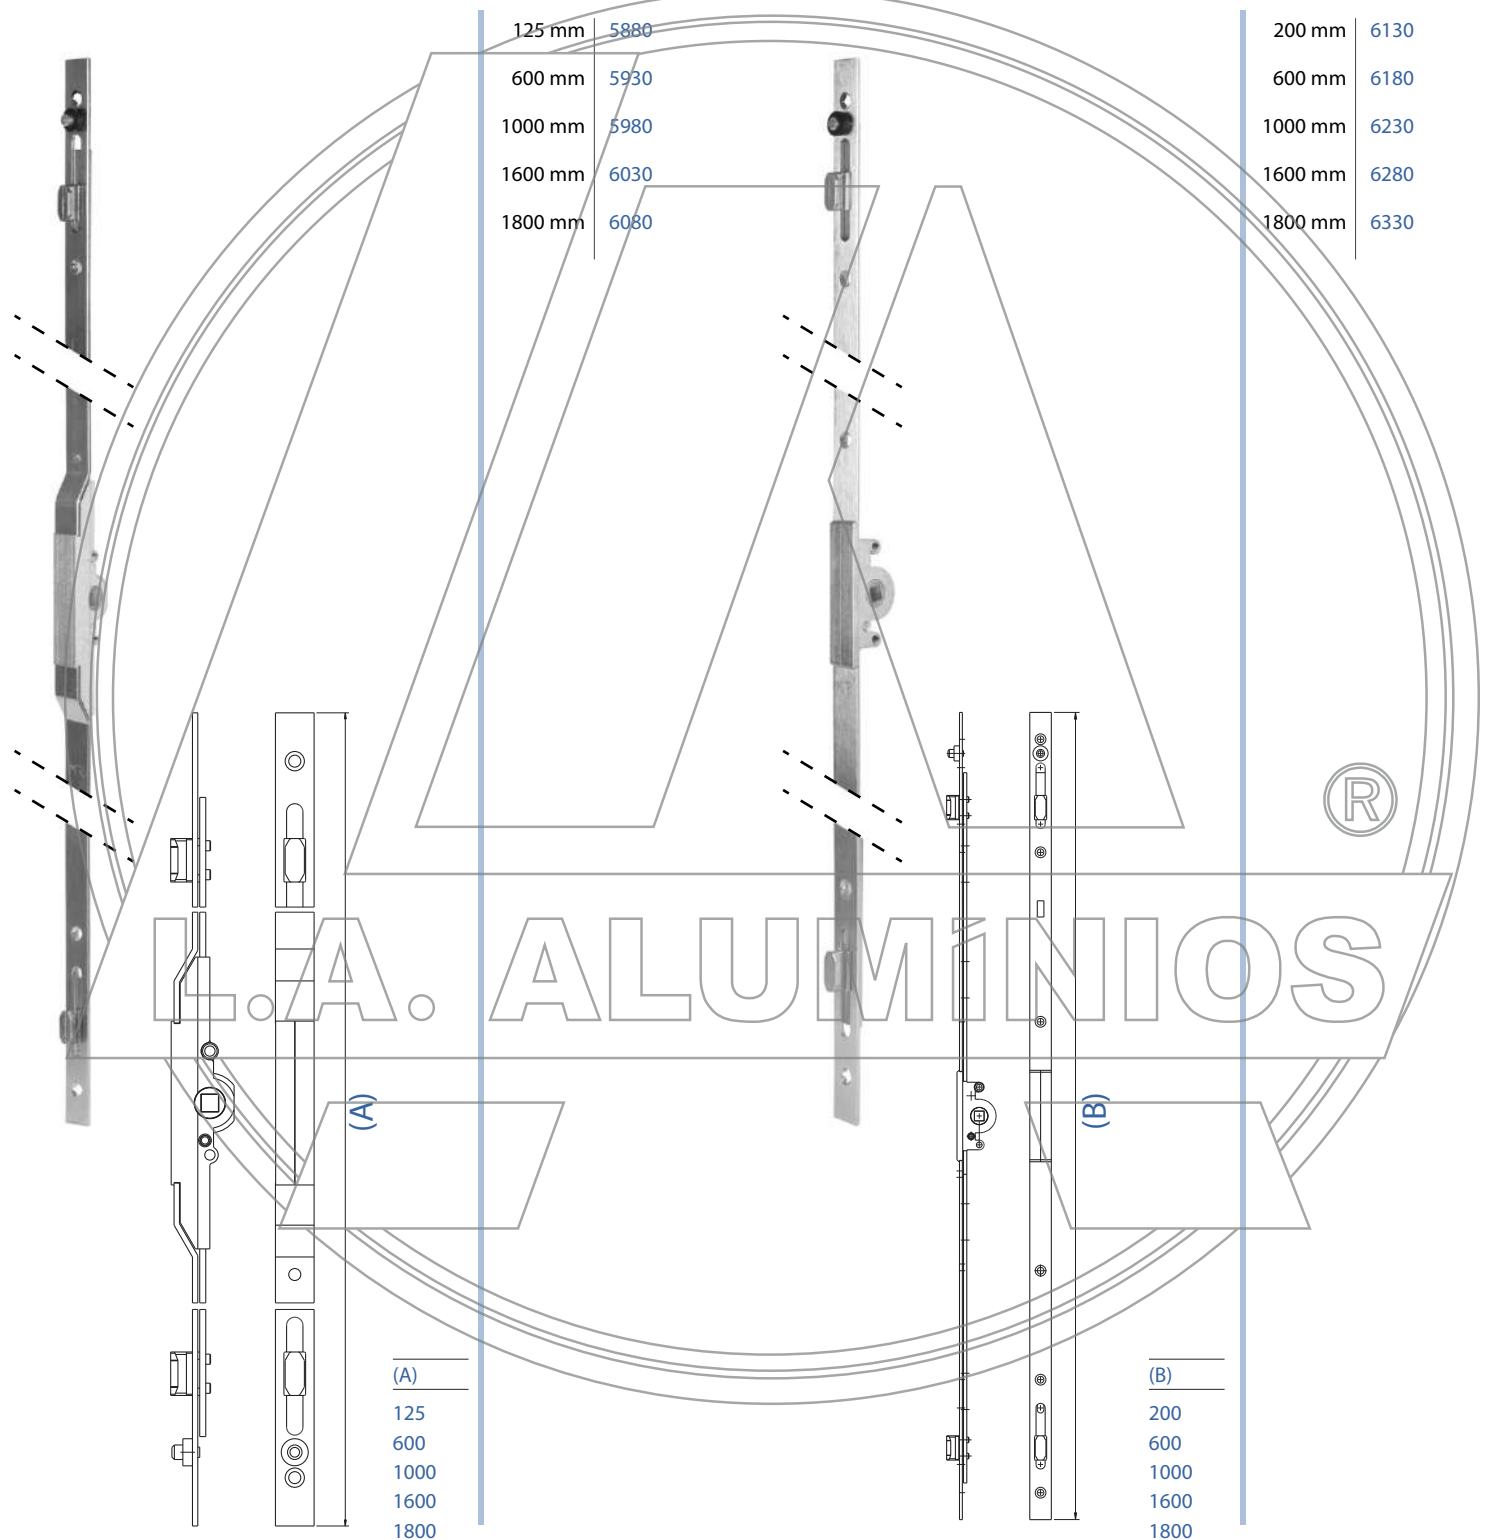 125 mm 5880
600 mm 5930
1000 mm 5980
1600 mm 6030
1800 mm 6080
200 mm 6130
600 mm 6180
1000 mm 6230
1600 mm 6280
1800 mm 6330
®
L.A. ALUMíNIOS
(A)
(B)
(A)
125
600
1000
1600
1800
(B)
200
600
1000
1600
1800